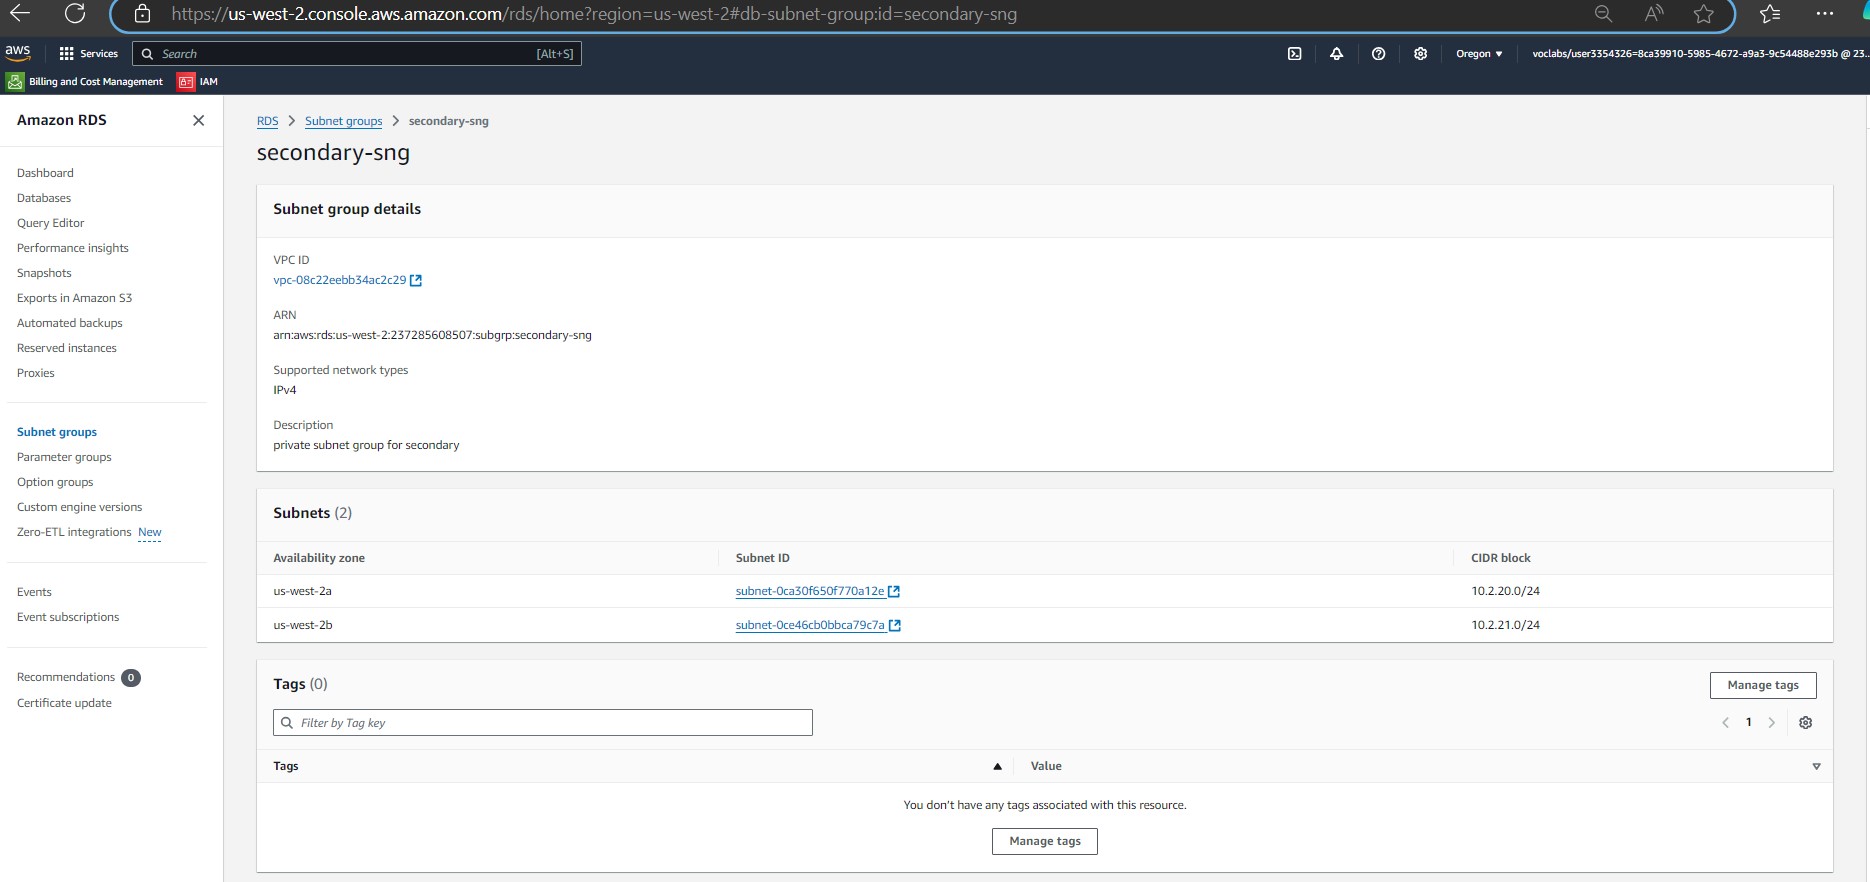 https://us-west-2.console.aws.amazon.com/rds/home?region=us-west-2#db-subnet-group:id=secondary-sng
aws Services Search [Alt+S] Oregon voclabs/user3354326=8ca39910-5985-4672-a9a3-9c54488e293b @ 23...
Billing and Cost Management IAM
Amazon RDS
Dashboard
Databases
Query Editor
Performance insights
Snapshots
Exports in Amazon S3
Automated backups
Reserved instances
Proxies
Subnet groups
Parameter groups
Option groups
Custom engine versions
Zero-ETL integrations New
Events
Event subscriptions
Recommendations 0
Certificate update
RDS > Subnet groups > secondary-sng
secondary-sng
Subnet group details
VPC ID
vpc-08c22eebb34ac2c29
ARN
arn:aws:rds:us-west-2:237285608507:subgrp:secondary-sng
Supported network types
IPv4
Description
private subnet group for secondary
Subnets (2)
Availability zone Subnet ID CIDR block
us-west-2a subnet-0ca30f650f770a12e 10.2.20.0/24
us-west-2b subnet-0ce46cb0bbca79c7a 10.2.21.0/24
Tags (0) Manage tags
Filter by Tag key 1
Tags Value
You don't have any tags associated with this resource.
Manage tags